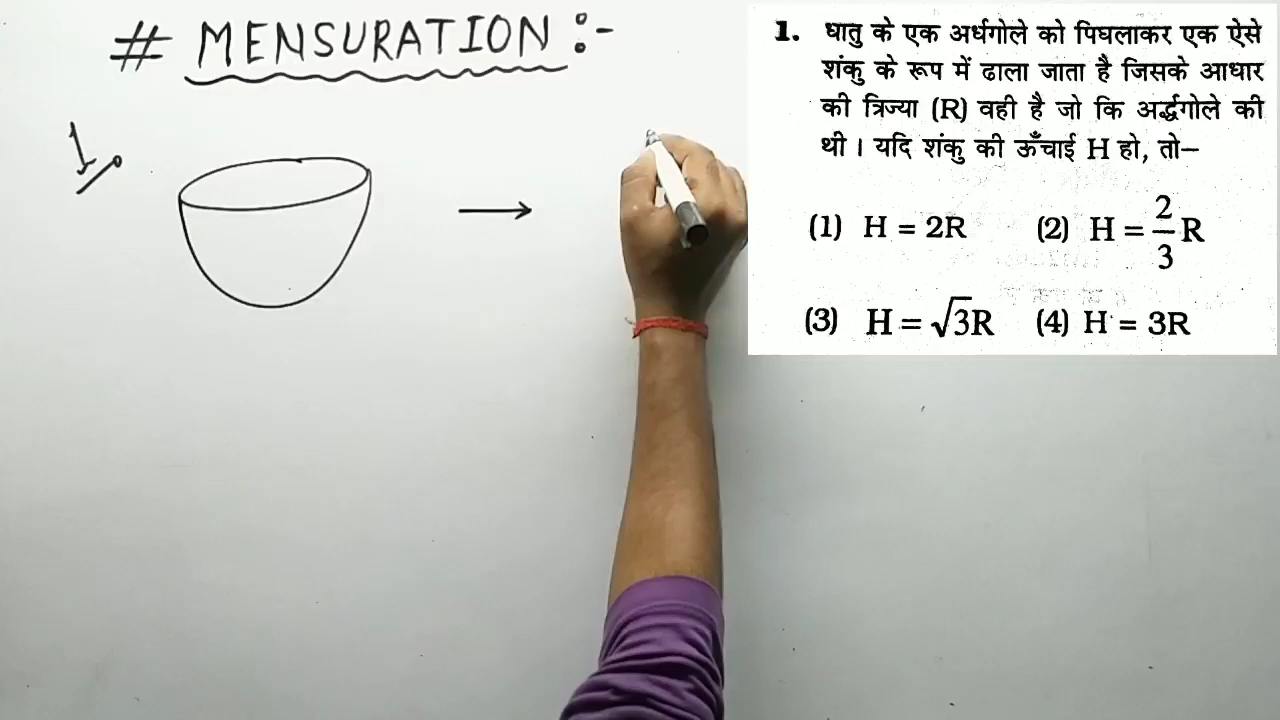 # MENSURATION :-
1.
1. धातु के एक अर्धगोले को पिघलाकर एक ऐसे
शंकु के रूप में ढाला जाता है जिसके आधार
की त्रिज्या (R) वही है जो कि अर्द्धगोले की
थी। यदि शंकु की ऊँचाई H हो, तो–
(1) H = 2R (2) H = 2/3 R
(3) H = √3R (4) H = 3R